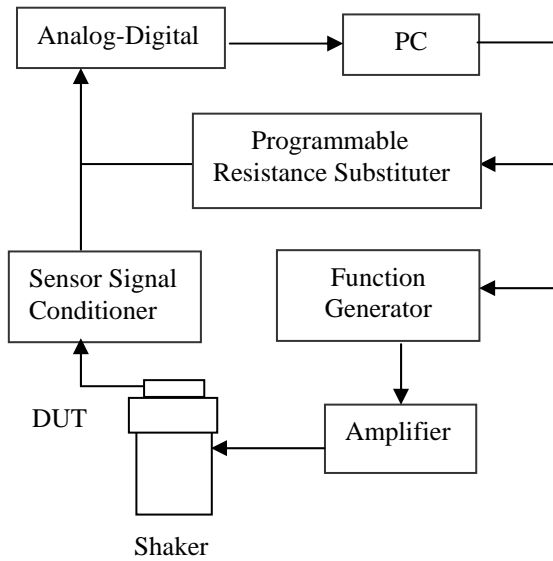 Analog-Digital
PC
Programmable
Resistance Substituter
Sensor Signal
Conditioner
Function
Generator
DUT
Amplifier
Shaker